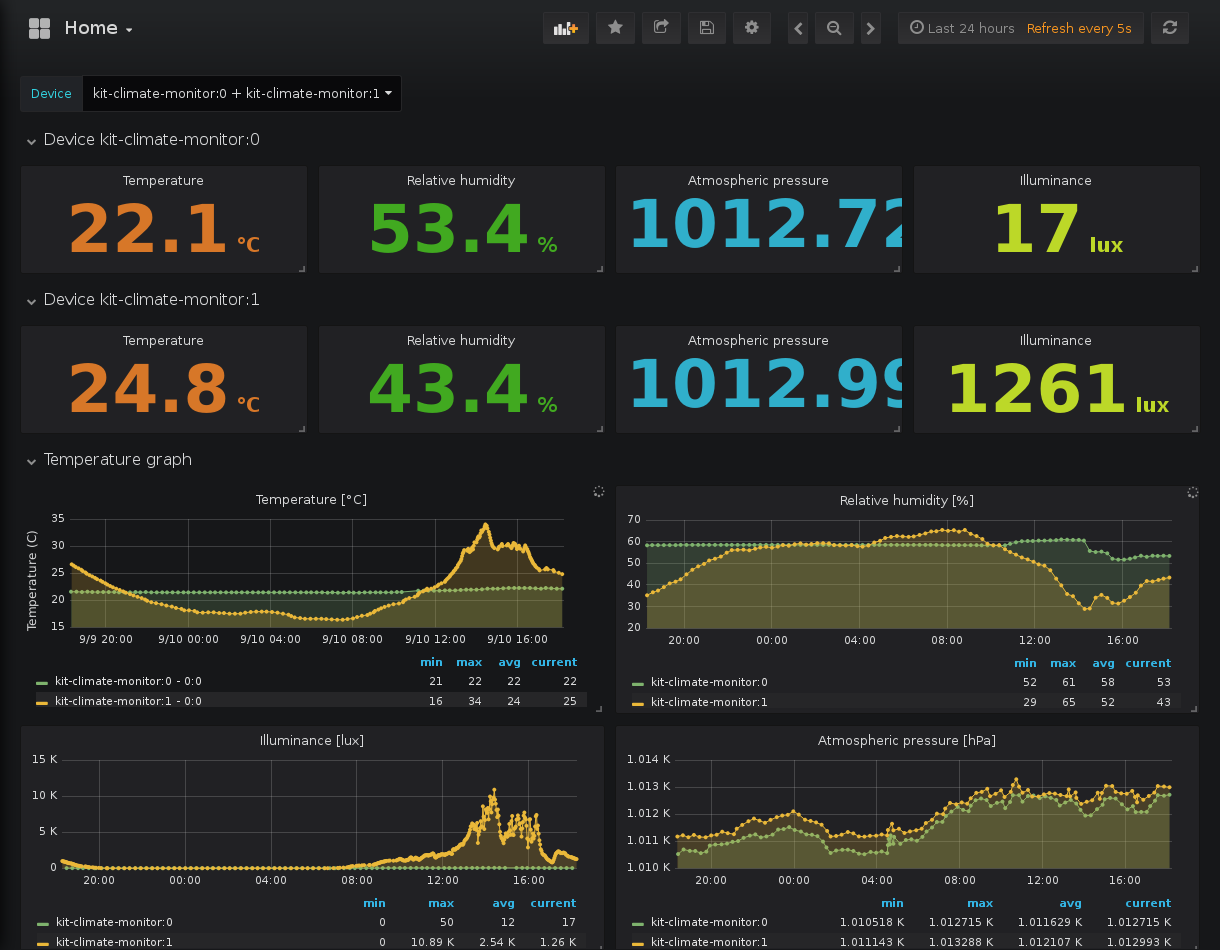 Home
Last 24 hours Refresh every 5s
Device kit-climate-monitor:0 + kit-climate-monitor:1
Device kit-climate-monitor:0
Temperature Relative humidity Atmospheric pressure Illuminance
22.1 °C 53.4 % 1012.72 17 lux
Device kit-climate-monitor:1
Temperature Relative humidity Atmospheric pressure Illuminance
24.8 °C 43.4 % 1012.99 1261 lux
Temperature graph
Temperature [°C]
Temperature (C)
35
30
25
20
15
9/9 20:00 9/10 00:00 9/10 04:00 9/10 08:00 9/10 12:00 9/10 16:00
min max avg current
kit-climate-monitor:0 - 0:0 21 22 22 22
kit-climate-monitor:1 - 0:0 16 34 24 25
Relative humidity [%]
70
60
50
40
30
20
20:00 00:00 04:00 08:00 12:00 16:00
min max avg current
kit-climate-monitor:0 52 61 58 53
kit-climate-monitor:1 29 65 52 43
Illuminance [lux]
15 K
10 K
5 K
0
20:00 00:00 04:00 08:00 12:00 16:00
min max avg current
kit-climate-monitor:0 0 50 12 17
kit-climate-monitor:1 0 10.89 K 2.54 K 1.26 K
Atmospheric pressure [hPa]
1.014 K
1.013 K
1.012 K
1.011 K
1.010 K
20:00 00:00 04:00 08:00 12:00 16:00
min max avg current
kit-climate-monitor:0 1.010518 K 1.012715 K 1.011629 K 1.012715 K
kit-climate-monitor:1 1.011143 K 1.013288 K 1.012107 K 1.012993 K